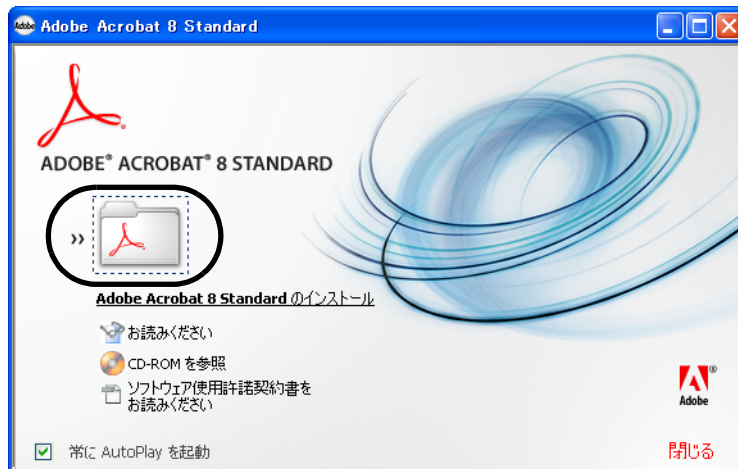 Adobe Adobe Acrobat 8 Standard
ADOBE® ACROBAT® 8 STANDARD
Adobe Acrobat 8 Standard のインストール
お読みください
CD-ROM を参照
ソフトウェア使用許諾契約書を
お読みください
Adobe
常に AutoPlay を起動
閉じる